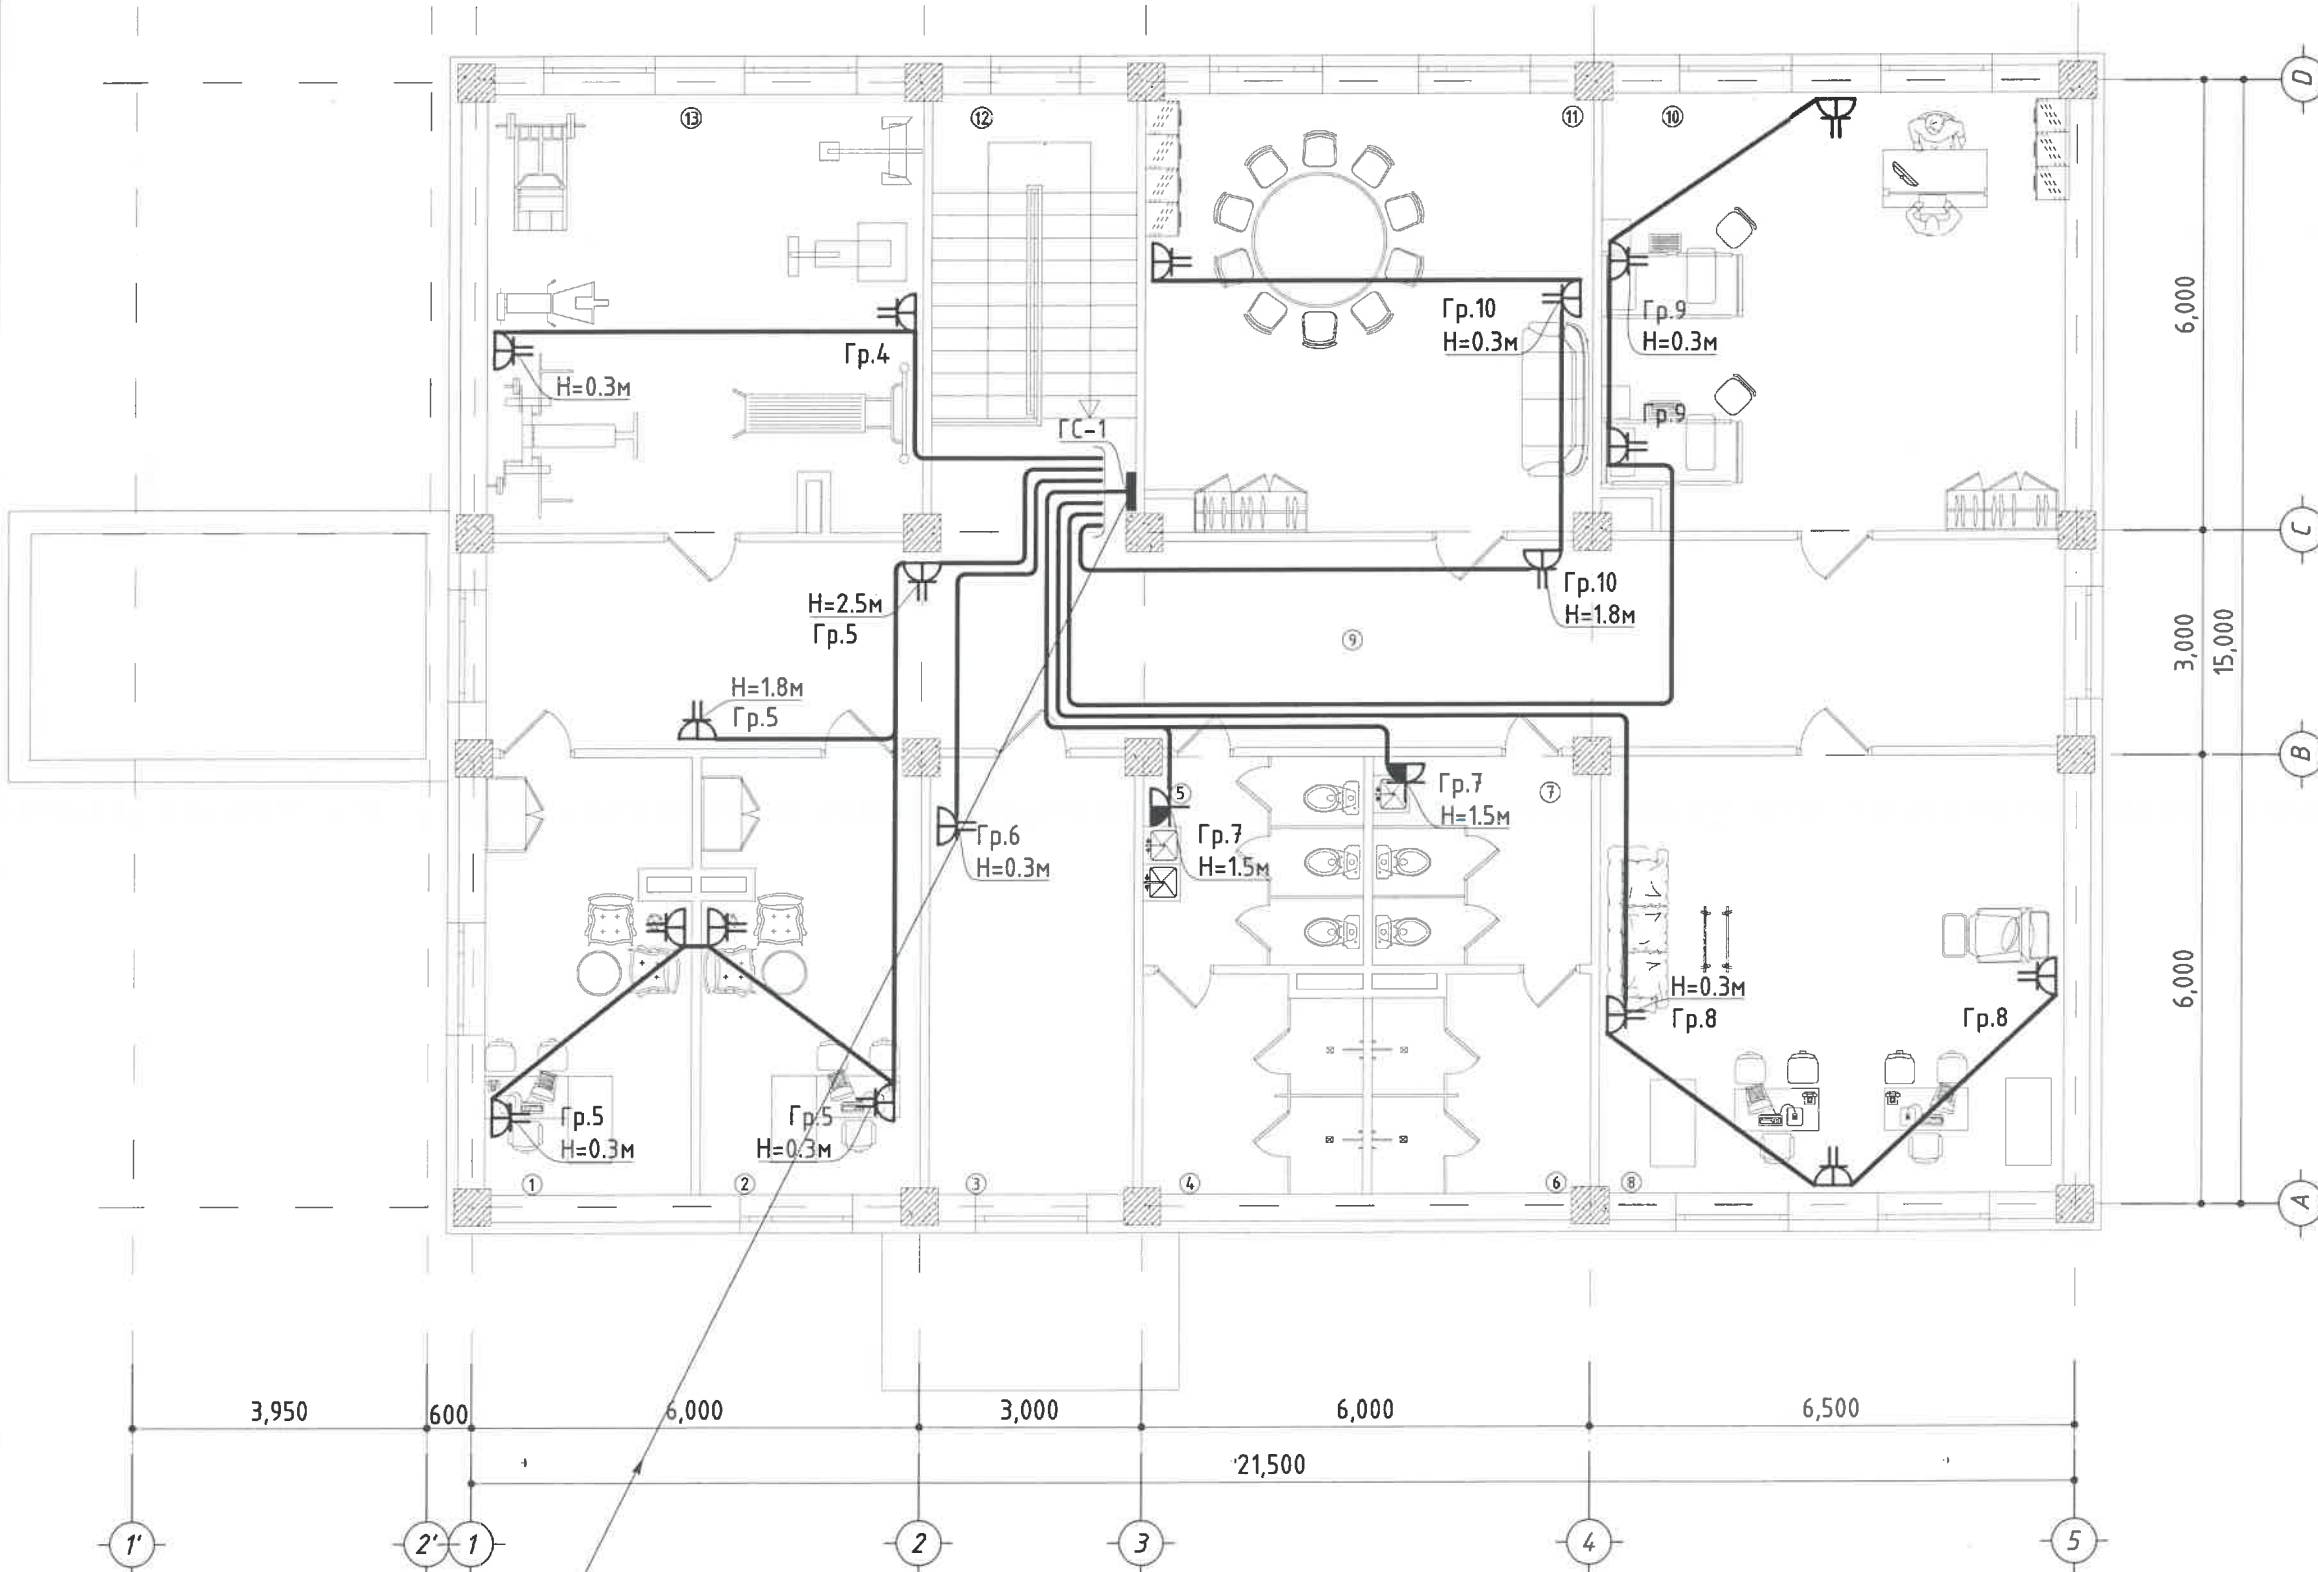 D
⑬
⑫
⑪
⑩
6,000
Гр.10
H=0.3м
Гр.9
H=0.3м
Гр.4
H=0.3м
Гр.9
ГС-1
C
H=2.5м
Гр.5
Гр.10
H=1.8м
⑨
3,000
15,000
H=1.8м
Гр.5
B
⑤
⑦
Гр.7
H=1.5м
Гр.6
H=0.3м
Гр.7
H=1.5м
6,000
H=0.3м
Гр.8
Гр.8
Гр.5
H=0.3м
Гр.5
H=0.3м
①
②
③
④
⑥
⑧
A
3,950
600
6,000
3,000
6,000
6,500
21,500
1'
2'
1
2
3
4
5